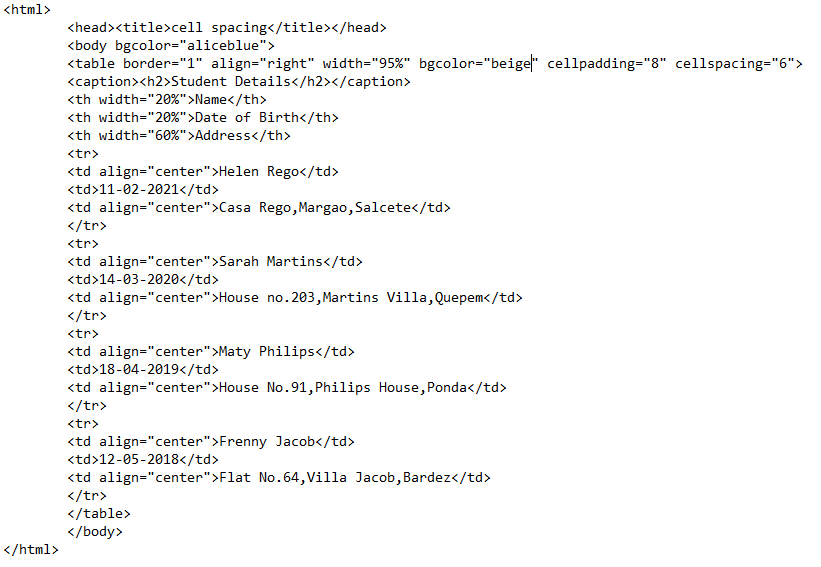 <html>
<head><title>cell spacing</title></head>
<body bgcolor="aliceblue">
<table border="1" align="right" width="95%" bgcolor="beige" cellpadding="8" cellspacing="6">
<caption><h2>Student Details</h2></caption>
<th width="20%">Name</th>
<th width="20%">Date of Birth</th>
<th width="60%">Address</th>
<tr>
<td align="center">Helen Rego</td>
<td>11-02-2021</td>
<td align="center">Casa Rego,Margao,Salcete</td>
</tr>
<tr>
<td align="center">Sarah Martins</td>
<td>14-03-2020</td>
<td align="center">House no.203,Martins Villa,Quepem</td>
</tr>
<tr>
<td align="center">Maty Philips</td>
<td>18-04-2019</td>
<td align="center">House No.91,Philips House,Ponda</td>
</tr>
<tr>
<td align="center">Frenny Jacob</td>
<td>12-05-2018</td>
<td align="center">Flat No.64,Villa Jacob,Bardez</td>
</tr>
</table>
</body>
</html>